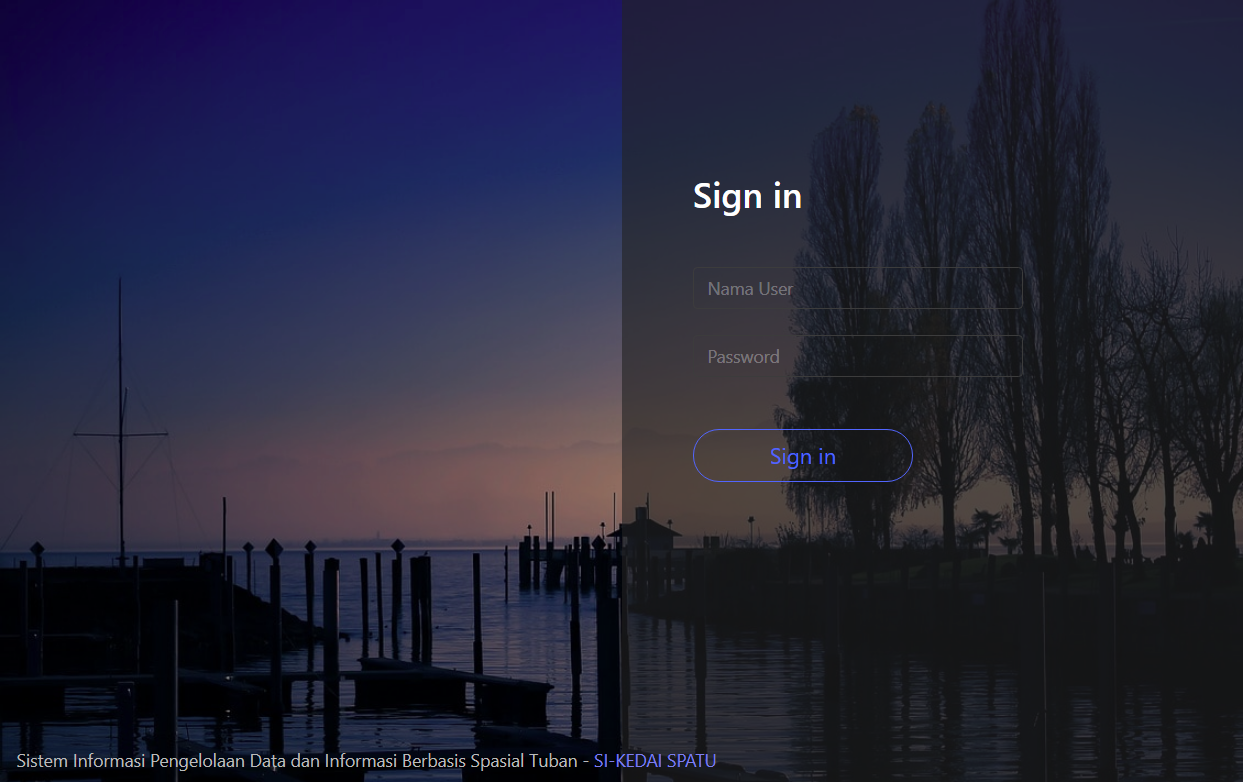 Sign in
Nama User
Password
Sign in
Sistem Informasi Pengelolaan Data dan Informasi Berbasis Spasial Tuban - SI-KEDAI SPATU